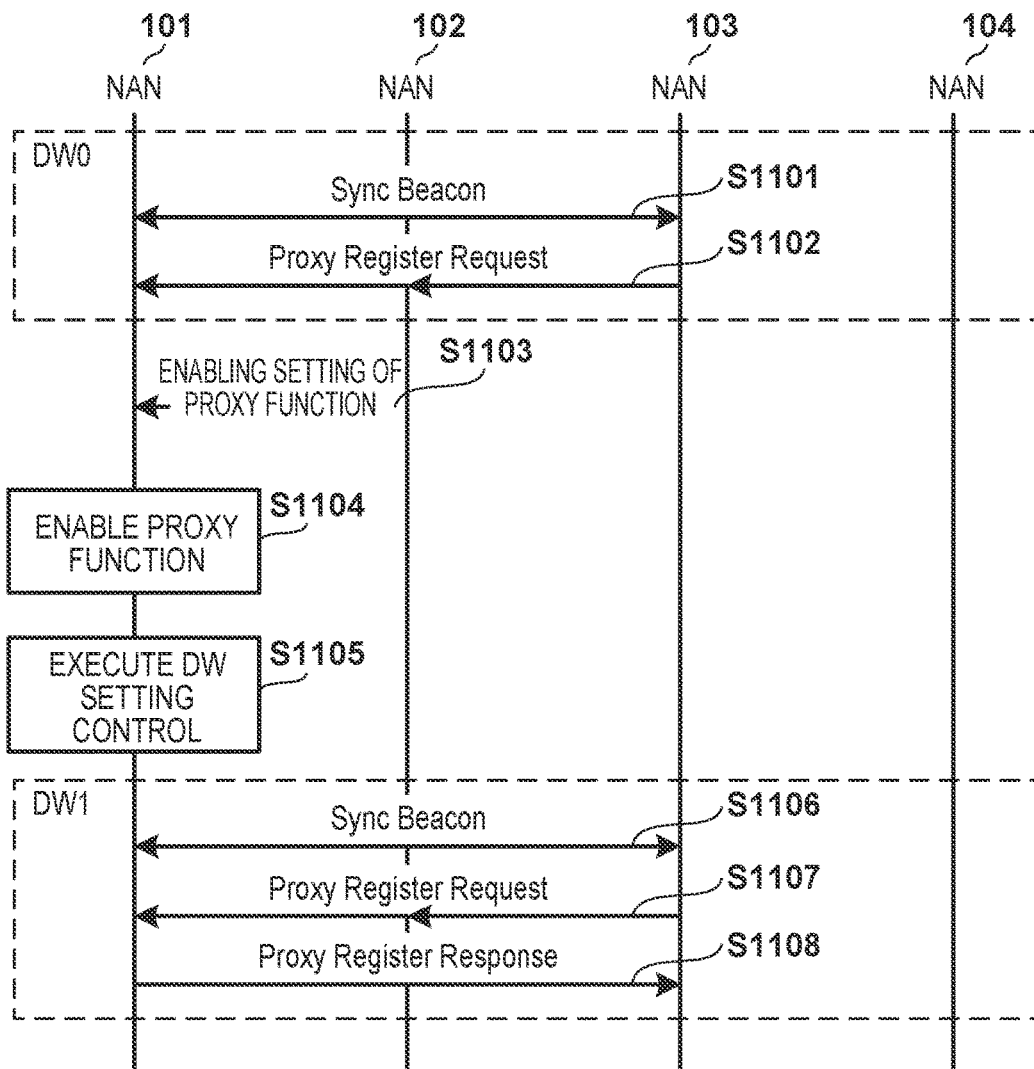 101 102 103 104
NAN NAN NAN NAN
DW0
Sync Beacon
S1101
Proxy Register Request
S1102
S1103
ENABLING SETTING OF
PROXY FUNCTION
S1104
ENABLE PROXY
FUNCTION
S1105
EXECUTE DW
SETTING
CONTROL
DW1
Sync Beacon
S1106
Proxy Register Request
S1107
Proxy Register Response
S1108